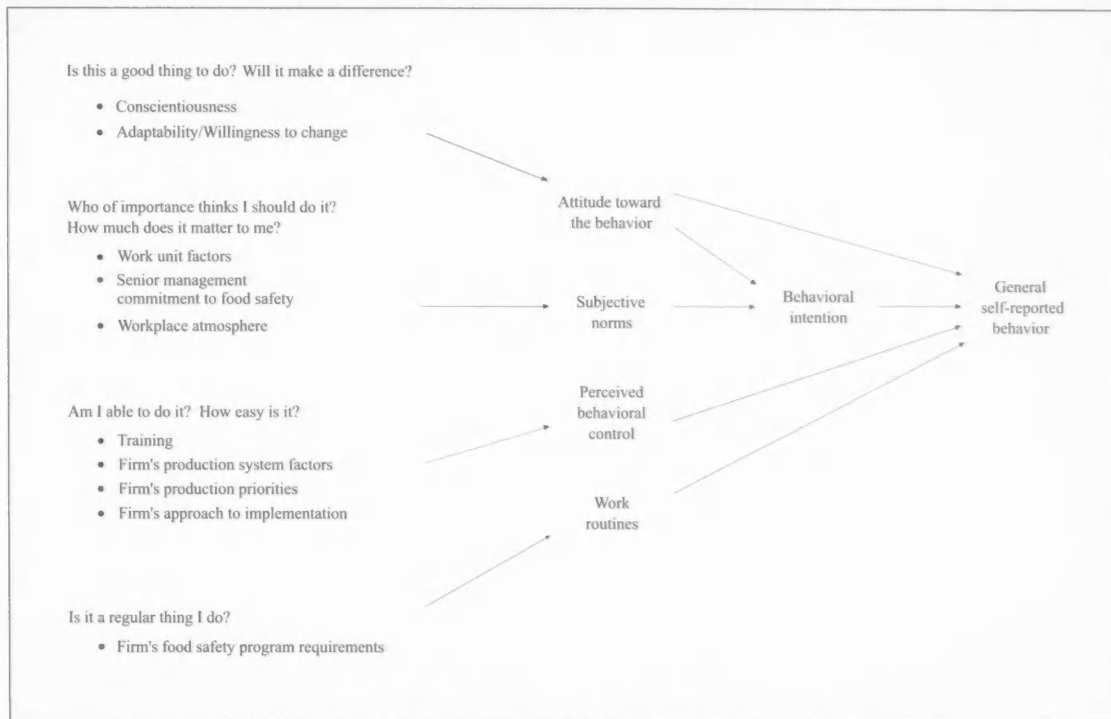 Is this a good thing to do? Will it make a difference?
• Conscientiousness
• Adaptability/Willingness to change
Who of importance thinks I should do it?
How much does it matter to me?
• Work unit factors
• Senior management
commitment to food safety
• Workplace atmosphere
Am I able to do it? How easy is it?
• Training
• Firm's production system factors
• Firm's production priorities
• Firm's approach to implementation
Is it a regular thing I do?
• Firm's food safety program requirements
Attitude toward
the behavior
Subjective
norms
Perceived
behavioral
control
Work
routines
Behavioral
intention
General
self-reported
behavior